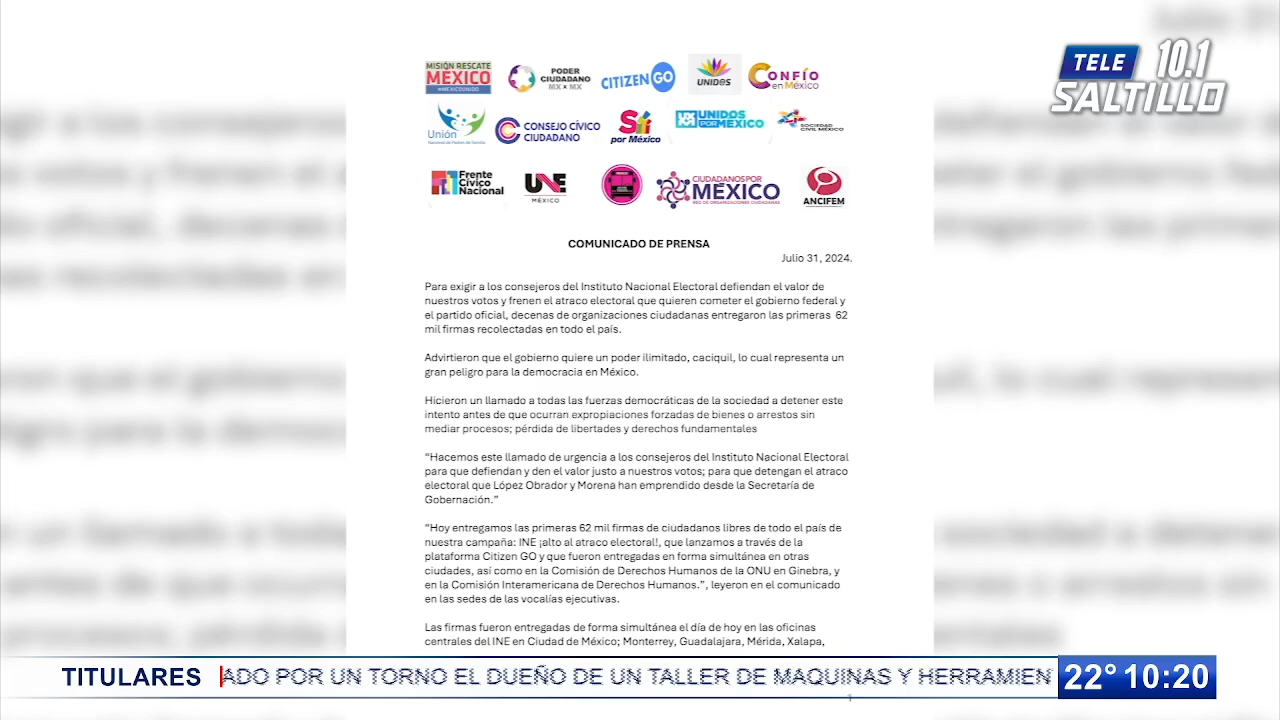 TELE 10.1
SALTILLO
MISIÓN RESCATE
MÉXICO
#MÉXICOUNIDO
PODER
CIUDADANO
MX×MX
CITIZENGO
UNIDOS
CONFÍO
en México
Unión
Nacional de Padres de Familia
CONSEJO CÍVICO
CIUDADANO
Sí
por México
UNIDOS
PORMÉXICO
SOCIEDAD
CIVIL MÉXICO
Frente
Cívico
Nacional
UNE
MÉXICO
CIUDADANOS POR
MÉXICO
RED DE ORGANIZACIONES CIUDADANAS
ANCIFEM
COMUNICADO DE PRENSA
Julio 31, 2024.
Para exigir a los consejeros del Instituto Nacional Electoral defiendan el valor de
nuestros votos y frenen el atraco electoral que quieren cometer el gobierno federal y
el partido oficial, decenas de organizaciones ciudadanas entregaron las primeras 62
mil firmas recolectadas en todo el país.
Advirtieron que el gobierno quiere un poder ilimitado, caciquil, lo cual representa un
gran peligro para la democracia en México.
Hicieron un llamado a todas las fuerzas democráticas de la sociedad a detener este
intento antes de que ocurran expropiaciones forzadas de bienes o arrestos sin
mediar procesos; pérdida de libertades y derechos fundamentales
“Hacemos este llamado de urgencia a los consejeros del Instituto Nacional Electoral
para que defiendan y den el valor justo a nuestros votos; para que detengan el atraco
electoral que López Obrador y Morena han emprendido desde la Secretaría de
Gobernación.”
“Hoy entregamos las primeras 62 mil firmas de ciudadanos libres de todo el país de
nuestra campaña: INE ¡alto al atraco electoral!, que lanzamos a través de la
plataforma Citizen GO y que fueron entregadas en forma simultánea en otras
ciudades, así como en la Comisión de Derechos Humanos de la ONU en Ginebra, y
en la Comisión Interamericana de Derechos Humanos.”, leyeron en el comunicado
en las sedes de las vocalías ejecutivas.
Las firmas fueron entregadas de forma simultánea el día de hoy en las oficinas
centrales del INE en Ciudad de México; Monterrey, Guadalajara, Mérida, Xalapa,
TITULARES ADO POR UN TORNO EL DUEÑO DE UN TALLER DE MAQUINAS Y HERRAMIEN 22° 10:20